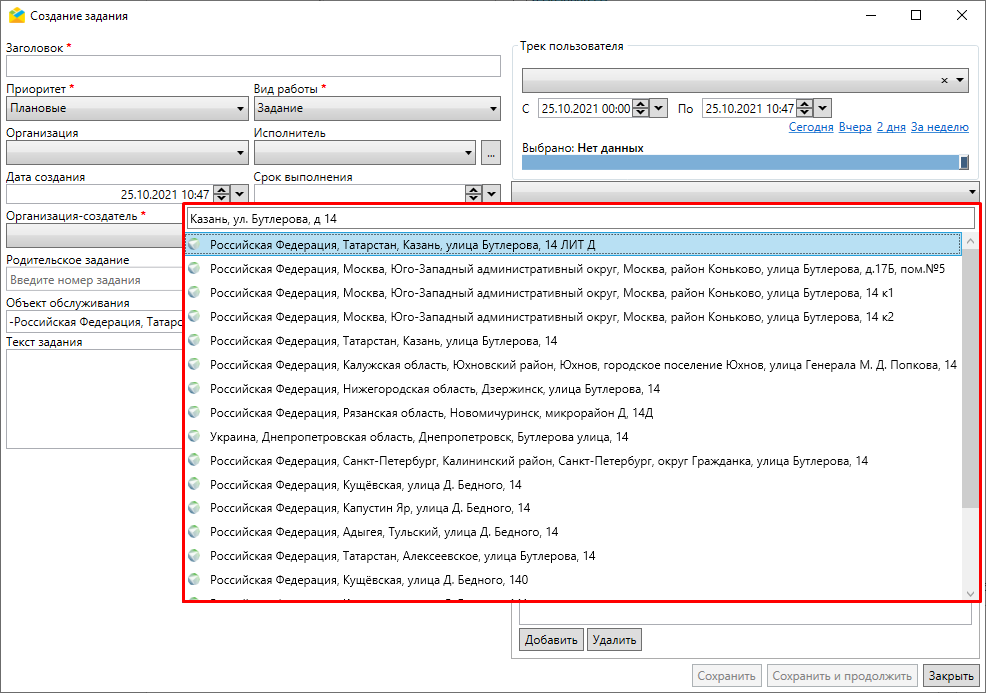 Создание задания
Заголовок *
Приоритет * Вид работы *
Плановые Задание
Организация Исполнитель
...
Дата создания Срок выполнения
25.10.2021 10:47
Организация-создатель *
Родительское задание
Введите номер задания
Объект обслуживания
-Российская Федерация, Татарс
Текст задания
Трек пользователя
С 25.10.2021 00:00 По 25.10.2021 10:47
Сегодня Вчера 2 дня За неделю
Выбрано: Нет данных
Казань, ул. Бутлерова, д 14
Российская Федерация, Татарстан, Казань, улица Бутлерова, 14 ЛИТ Д
Российская Федерация, Москва, Юго-Западный административный округ, Москва, район Коньково, улица Бутлерова, д.17Б, пом.№5
Российская Федерация, Москва, Юго-Западный административный округ, Москва, район Коньково, улица Бутлерова, 14 к1
Российская Федерация, Москва, Юго-Западный административный округ, Москва, район Коньково, улица Бутлерова, 14 к2
Российская Федерация, Татарстан, Казань, улица Бутлерова, 14
Российская Федерация, Калужская область, Юхновский район, Юхнов, городское поселение Юхнов, улица Генерала М. Д. Попкова, 14
Российская Федерация, Нижегородская область, Дзержинск, улица Бутлерова, 14
Российская Федерация, Рязанская область, Новомичуринск, микрорайон Д, 14Д
Украина, Днепропетровская область, Днепропетровск, Бутлерова улица, 14
Российская Федерация, Санкт-Петербург, Калининский район, Санкт-Петербург, округ Гражданка, улица Бутлерова, 14
Российская Федерация, Кущёвская, улица Д. Бедного, 14
Российская Федерация, Капустин Яр, улица Д. Бедного, 14
Российская Федерация, Адыгея, Тульский, улица Д. Бедного, 14
Российская Федерация, Татарстан, Алексеевское, улица Бутлерова, 14
Российская Федерация, Кущёвская, улица Д. Бедного, 140
Добавить Удалить
Сохранить Сохранить и продолжить Закрыть